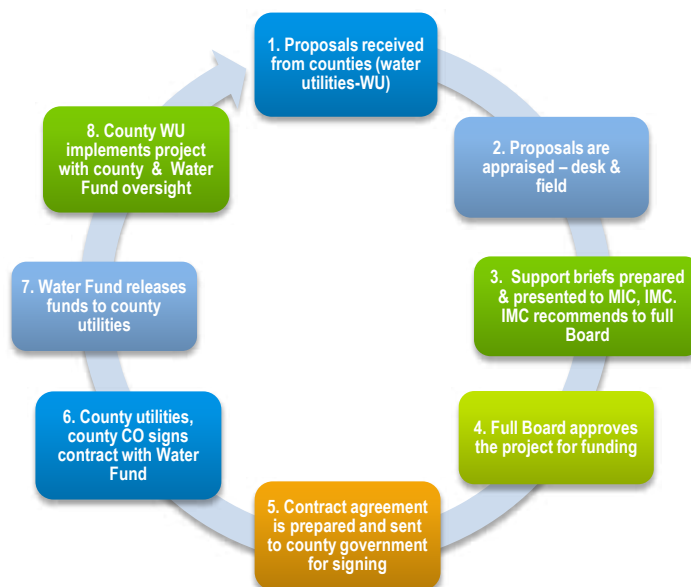 1. Proposals received
from counties (water
utilities-WU)
2. Proposals are
appraised – desk &
field
3. Support briefs prepared
& presented to MIC, IMC.
IMC recommends to full
Board
4. Full Board approves
the project for funding
5. Contract agreement
is prepared and sent
to county government
for signing
6. County utilities,
county CO signs
contract with Water
Fund
7. Water Fund releases
funds to county
utilities
8. County WU
implements project
with county & Water
Fund oversight